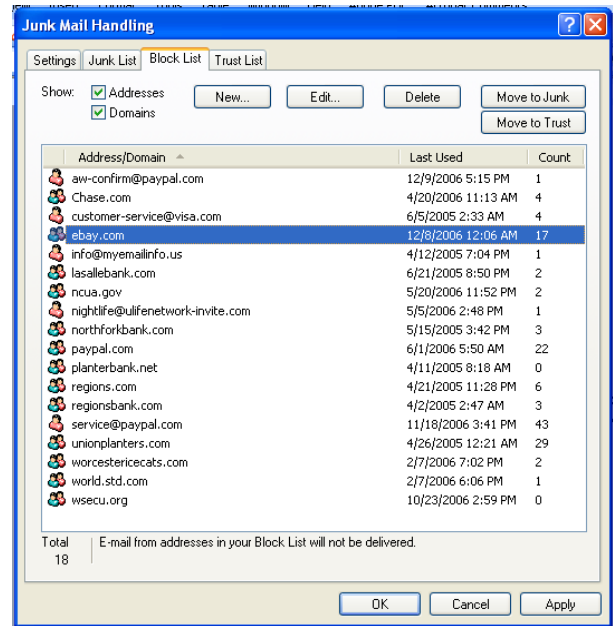 Junk Mail Handling
Settings Junk List Block List Trust List
Show: Addresses New... Edit... Delete Move to Junk
Domains Move to Trust
Address/Domain Last Used Count
aw-confirm@paypal.com 12/9/2006 5:15 PM 1
Chase.com 4/20/2006 11:13 AM 4
customer-service@visa.com 6/5/2005 2:33 AM 4
ebay.com 12/8/2006 12:06 AM 17
info@myemailinfo.us 4/12/2005 7:04 PM 1
lasallebank.com 6/21/2005 8:50 PM 2
ncua.gov 5/20/2006 11:52 PM 2
nightlife@ulifenetwork-invite.com 5/5/2006 2:48 PM 1
northforkbank.com 5/15/2005 3:42 PM 3
paypal.com 6/1/2006 5:50 AM 22
planterbank.net 4/11/2005 8:18 AM 0
regions.com 4/21/2005 11:28 PM 6
regionsbank.com 4/2/2005 2:47 AM 3
service@paypal.com 11/18/2006 3:41 PM 43
unionplanters.com 4/26/2005 12:21 AM 29
worcestericecats.com 2/7/2006 7:02 PM 2
world.std.com 2/7/2006 6:06 PM 1
wsecu.org 10/23/2006 2:59 PM 0
Total E-mail from addresses in your Block List will not be delivered.
18
OK Cancel Apply